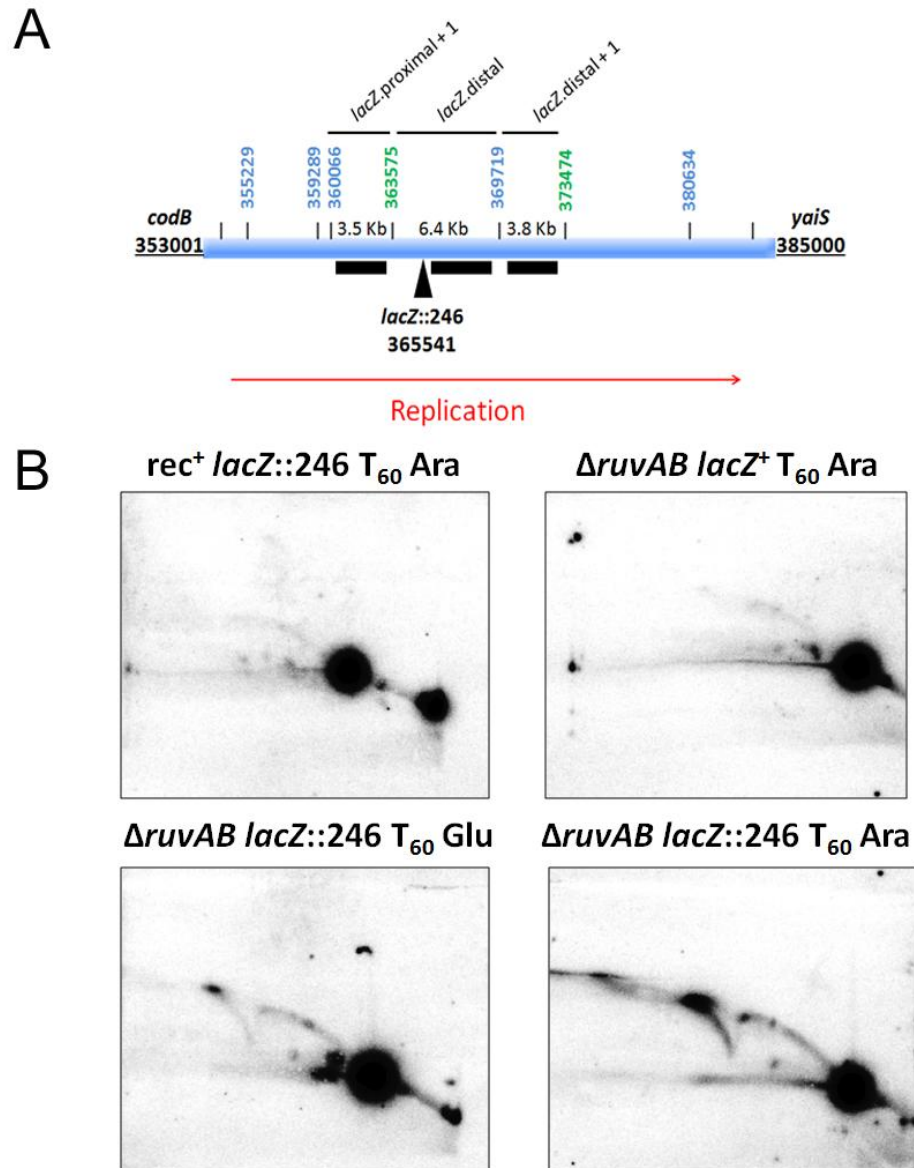 A
lacZ.proximal + 1
lacZ.distal
lacZ.distal + 1
355229
359289
360066
363575
369719
373474
380634
codB
3.5 Kb
6.4 Kb
3.8 Kb
yaiS
353001
385000
lacZ::246
365541
Replication
B
rec⁺ lacZ::246 T₆₀ Ara
ΔruvAB lacZ⁺ T₆₀ Ara
ΔruvAB lacZ::246 T₆₀ Glu
ΔruvAB lacZ::246 T₆₀ Ara